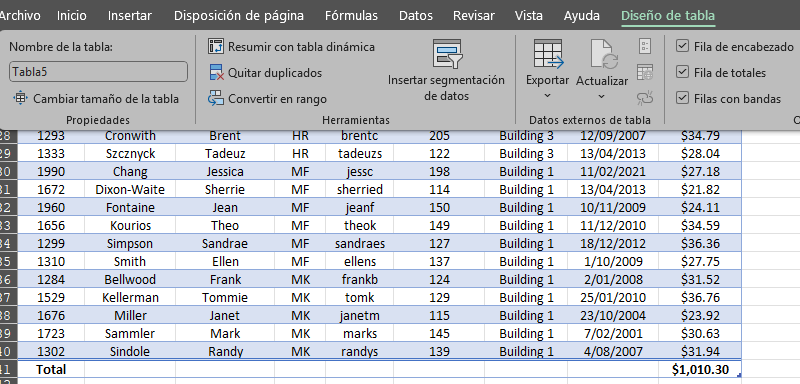 Archivo Inicio Insertar Disposición de página Fórmulas Datos Revisar Vista Ayuda Diseño de tabla
Nombre de la tabla:
Tabla5
Cambiar tamaño de la tabla
Propiedades
Resumir con tabla dinámica
Quitar duplicados
Convertir en rango
Insertar segmentación
de datos
Herramientas
Exportar
Actualizar
Datos externos de tabla
Fila de encabezado
Fila de totales
Filas con bandas
28 1293 Cronwith Brent HR brentc 205 Building 3 12/09/2007 $34.79
29 1333 Szcznyck Tadeuz HR tadeuzs 122 Building 3 13/04/2013 $28.04
30 1990 Chang Jessica MF jessc 198 Building 1 11/02/2021 $27.18
31 1672 Dixon-Waite Sherrie MF sherried 114 Building 1 13/04/2013 $21.82
32 1960 Fontaine Jean MF jeanf 150 Building 1 10/11/2009 $24.11
33 1656 Kourios Theo MF theok 149 Building 1 11/12/2010 $34.59
34 1299 Simpson Sandrae MF sandraes 127 Building 1 18/12/2012 $36.36
35 1310 Smith Ellen MF ellens 137 Building 1 1/10/2009 $27.75
36 1284 Bellwood Frank MK frankb 124 Building 1 2/01/2008 $31.52
37 1529 Kellerman Tommie MK tomk 129 Building 1 25/01/2010 $36.76
38 1676 Miller Janet MK janetm 115 Building 1 23/10/2004 $23.92
39 1723 Sammler Mark MK marks 145 Building 1 7/02/2001 $30.63
40 1302 Sindole Randy MK randys 139 Building 1 4/08/2007 $31.94
41 Total $1,010.30